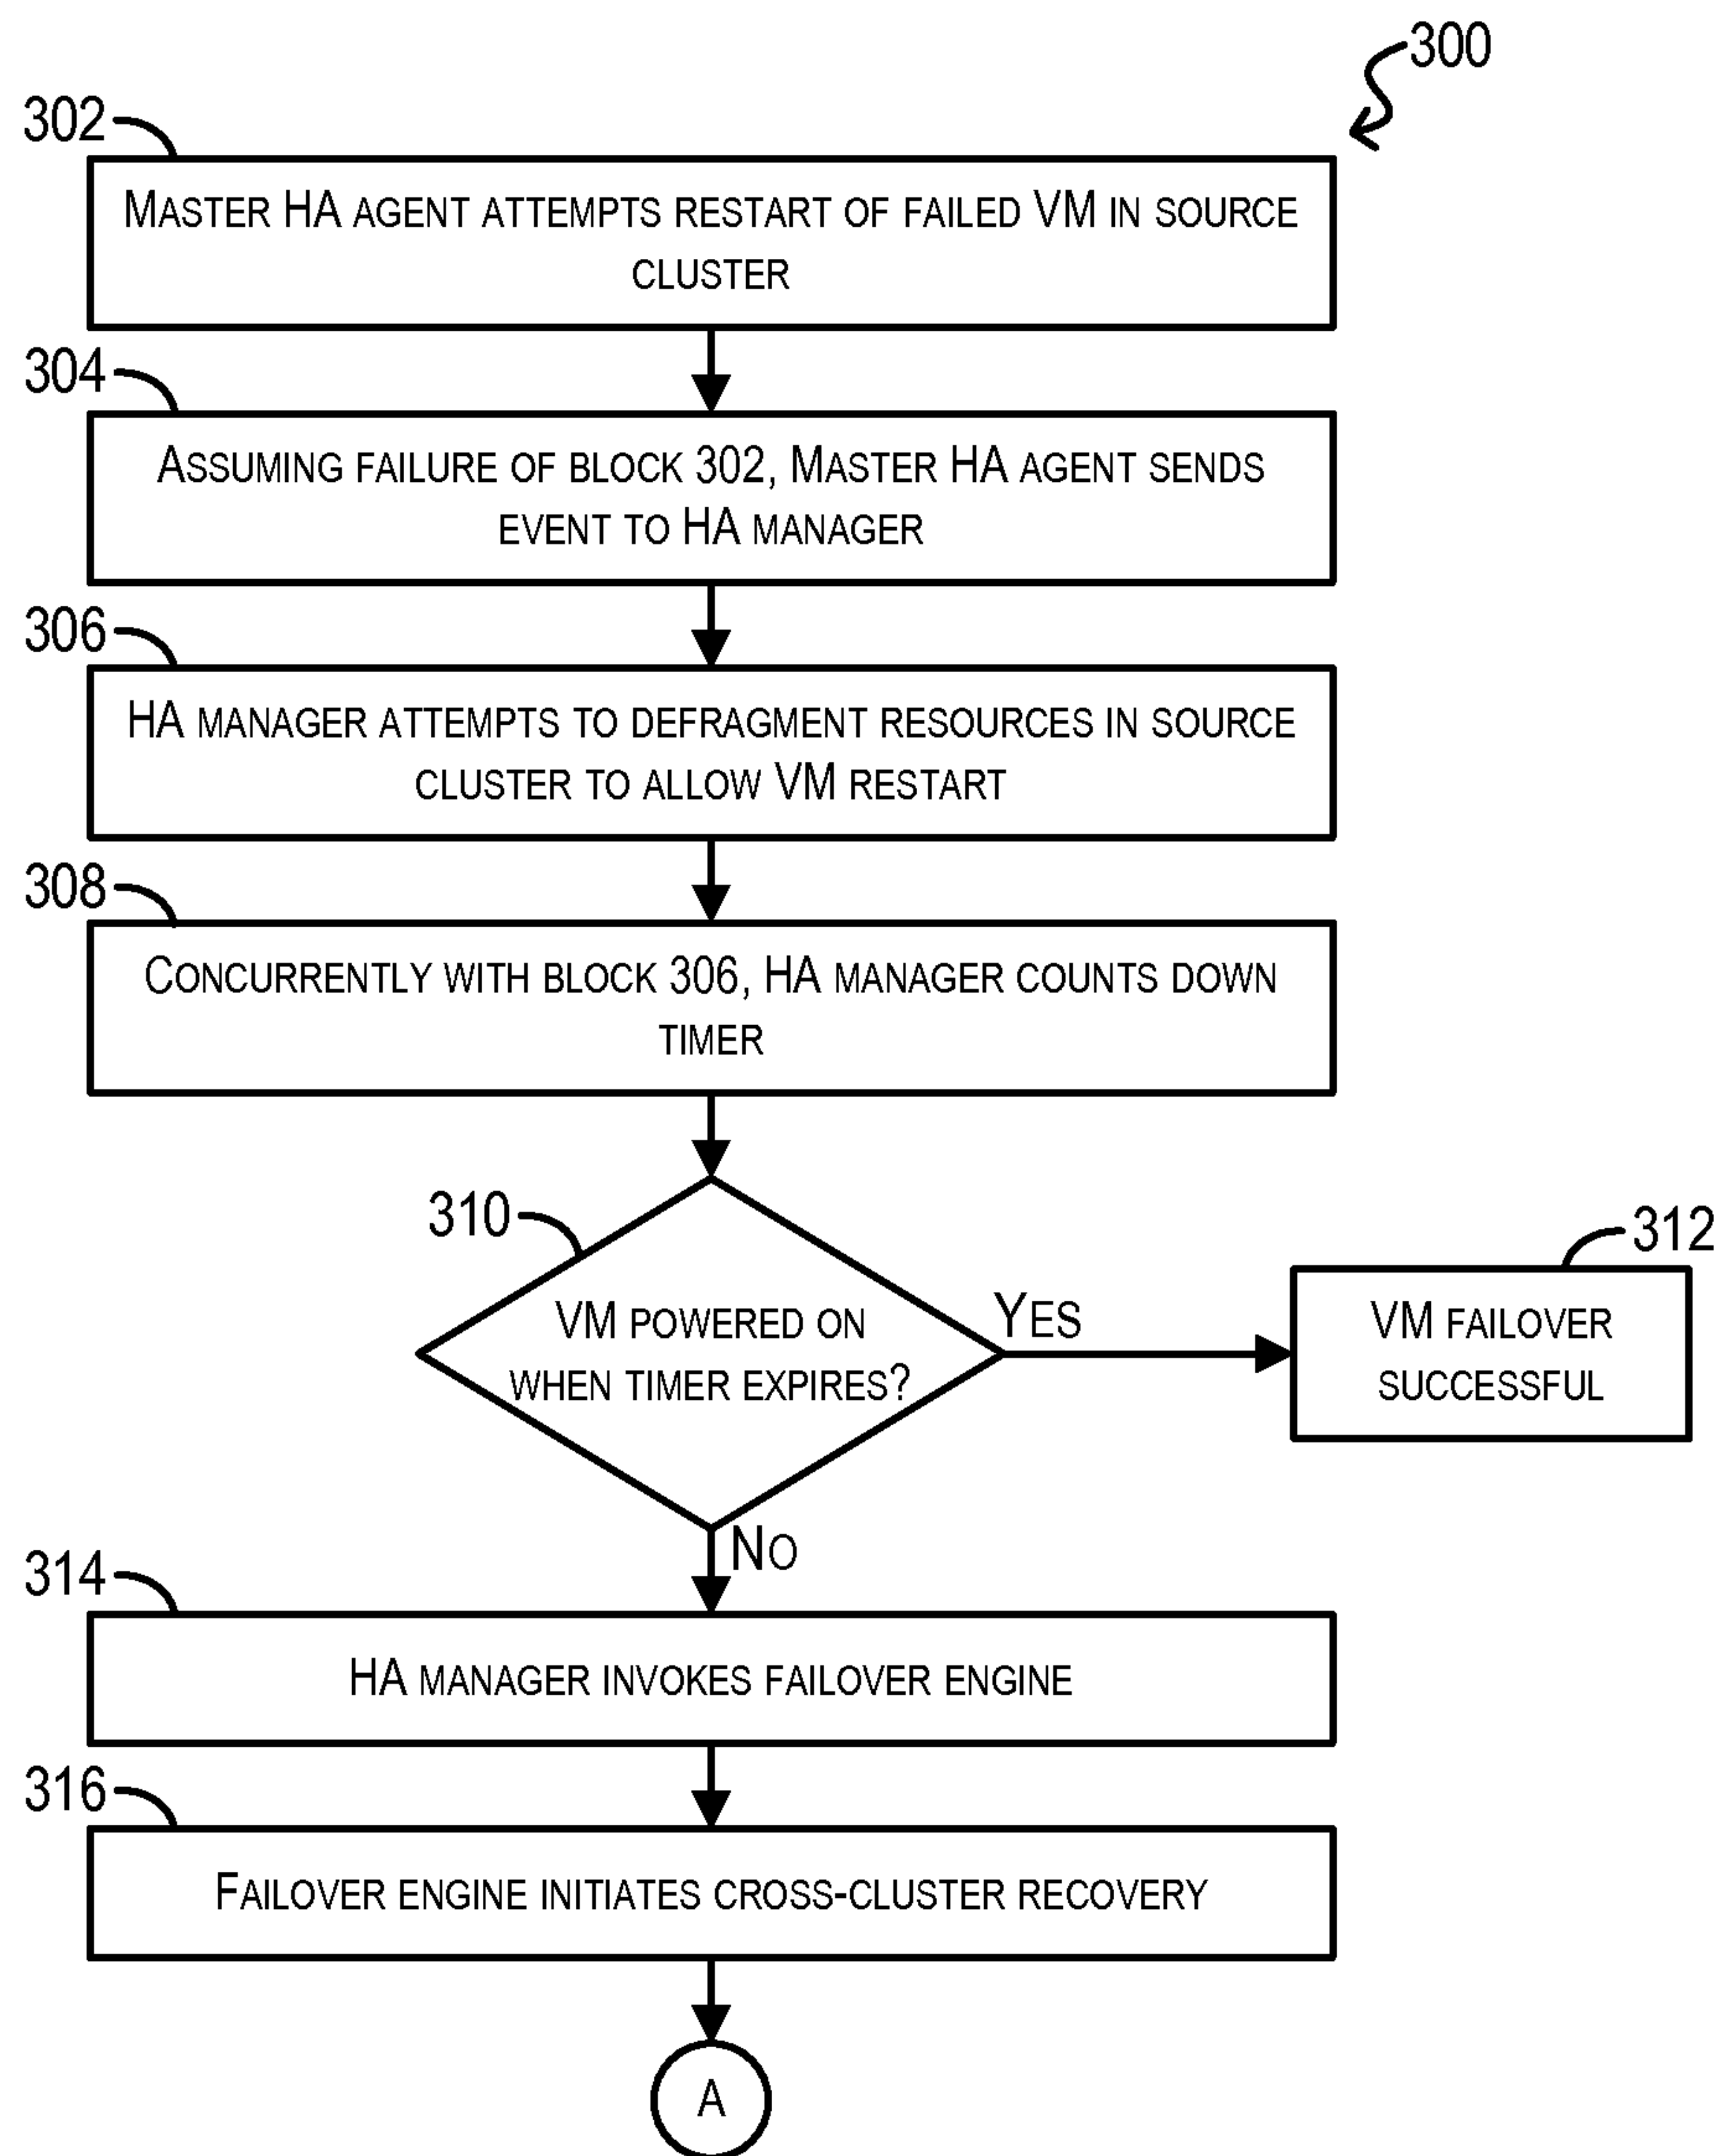 300
302
Master HA agent attempts restart of failed VM in source
cluster
304
Assuming failure of block 302, Master HA agent sends
event to HA manager
306
HA manager attempts to defragment resources in source
cluster to allow VM restart
308
Concurrently with block 306, HA manager counts down
timer
310
VM powered on
when timer expires?
Yes
312
VM failover
successful
No
314
HA manager invokes failover engine
316
Failover engine initiates cross-cluster recovery
A